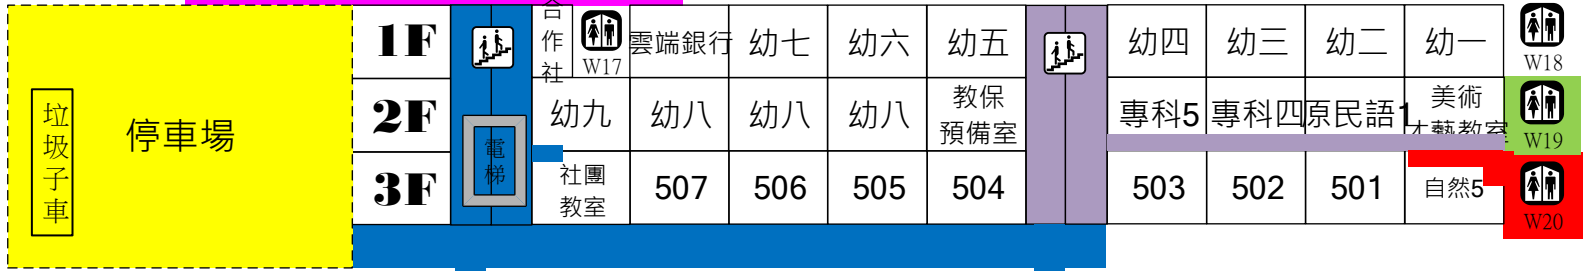 垃圾子車
停車場
1F
合作社
W17
雲端銀行
幼七
幼六
幼五
幼四
幼三
幼二
幼一
W18
2F
電梯
幼九
幼八
幼八
幼八
教保
預備室
專科5
專科四
原民語1
美術
才藝教室
W19
3F
社團
教室
507
506
505
504
503
502
501
自然5
W20